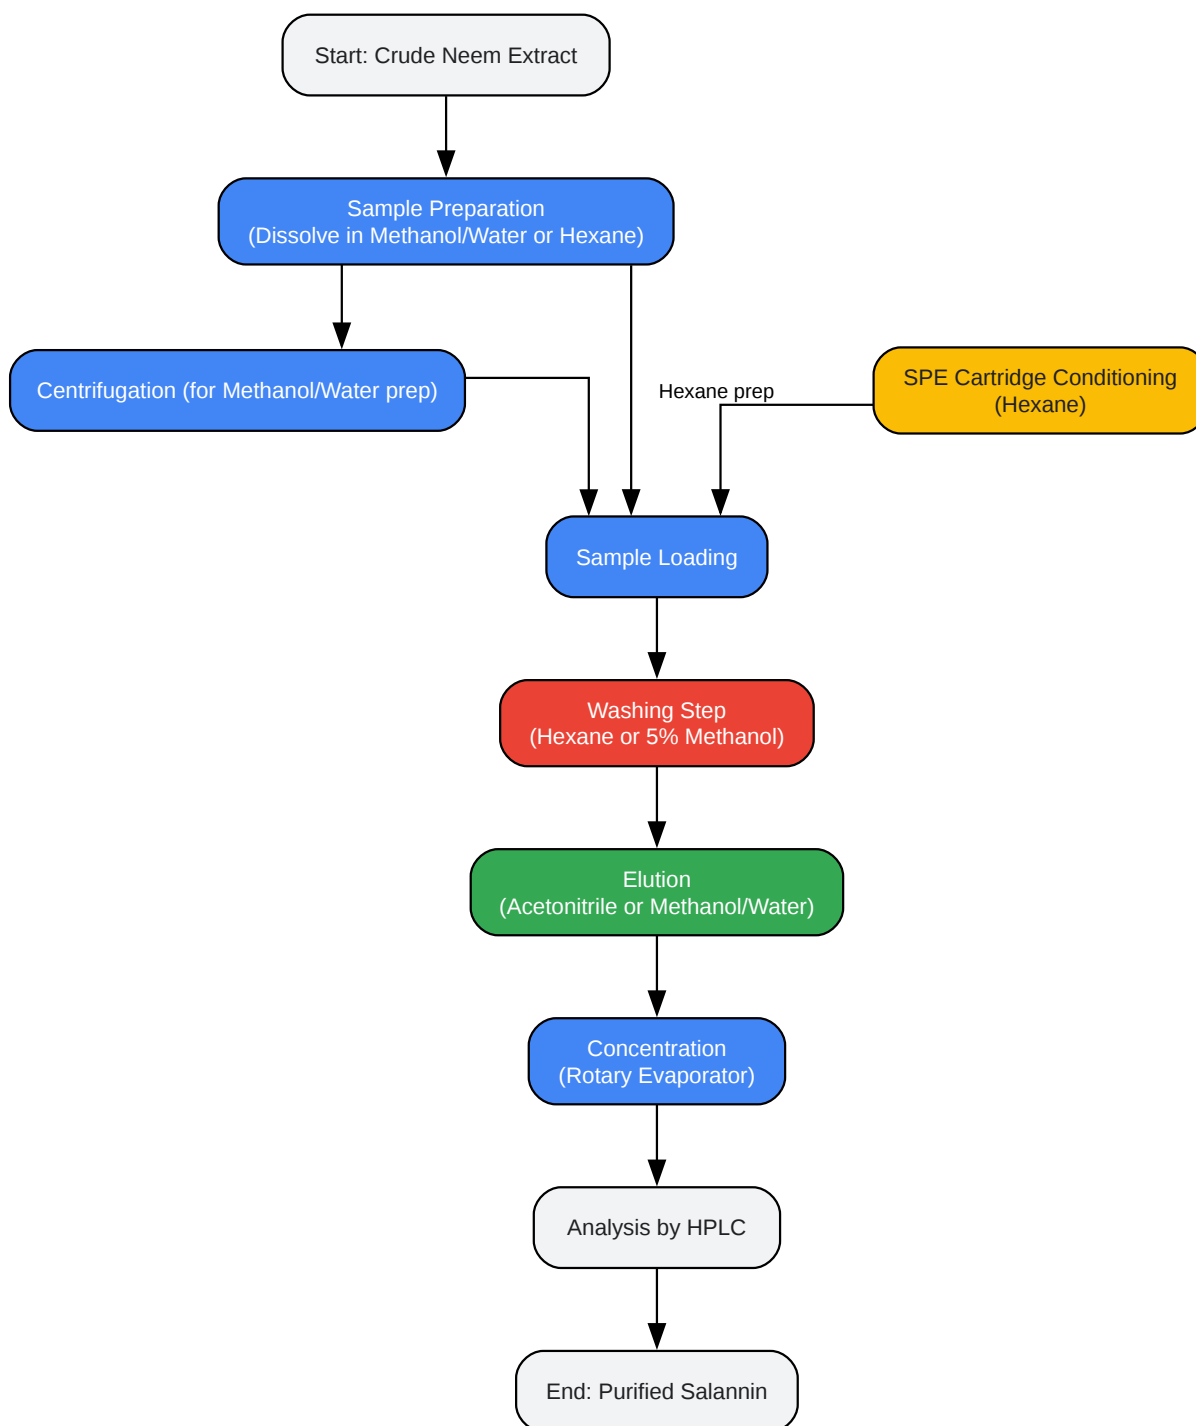 Start: Crude Neem Extract
Sample Preparation
(Dissolve in Methanol/Water or Hexane)
Centrifugation (for Methanol/Water prep)
Hexane prep
SPE Cartridge Conditioning
(Hexane)
Sample Loading
Washing Step
(Hexane or 5% Methanol)
Elution
(Acetonitrile or Methanol/Water)
Concentration
(Rotary Evaporator)
Analysis by HPLC
End: Purified Salannin